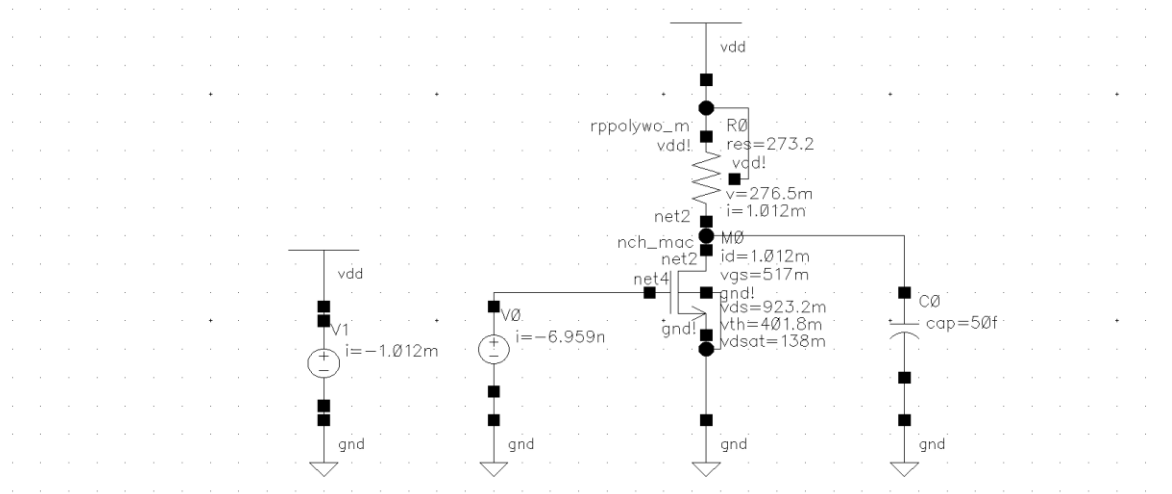 vdd
rppolywo_m
R0
vdd!
res=273.2
vdd!
v=276.5m
i=1.012m
net2
nch_mac
M0
net2
id=1.012m
net4
vgs=517m
gnd!
vds=923.2m
gnd!
vth=401.8m
vdsat=138m
vdd
V1
i=-1.012m
gnd
V0
i=-6.959n
gnd
gnd
C0
cap=50f
gnd